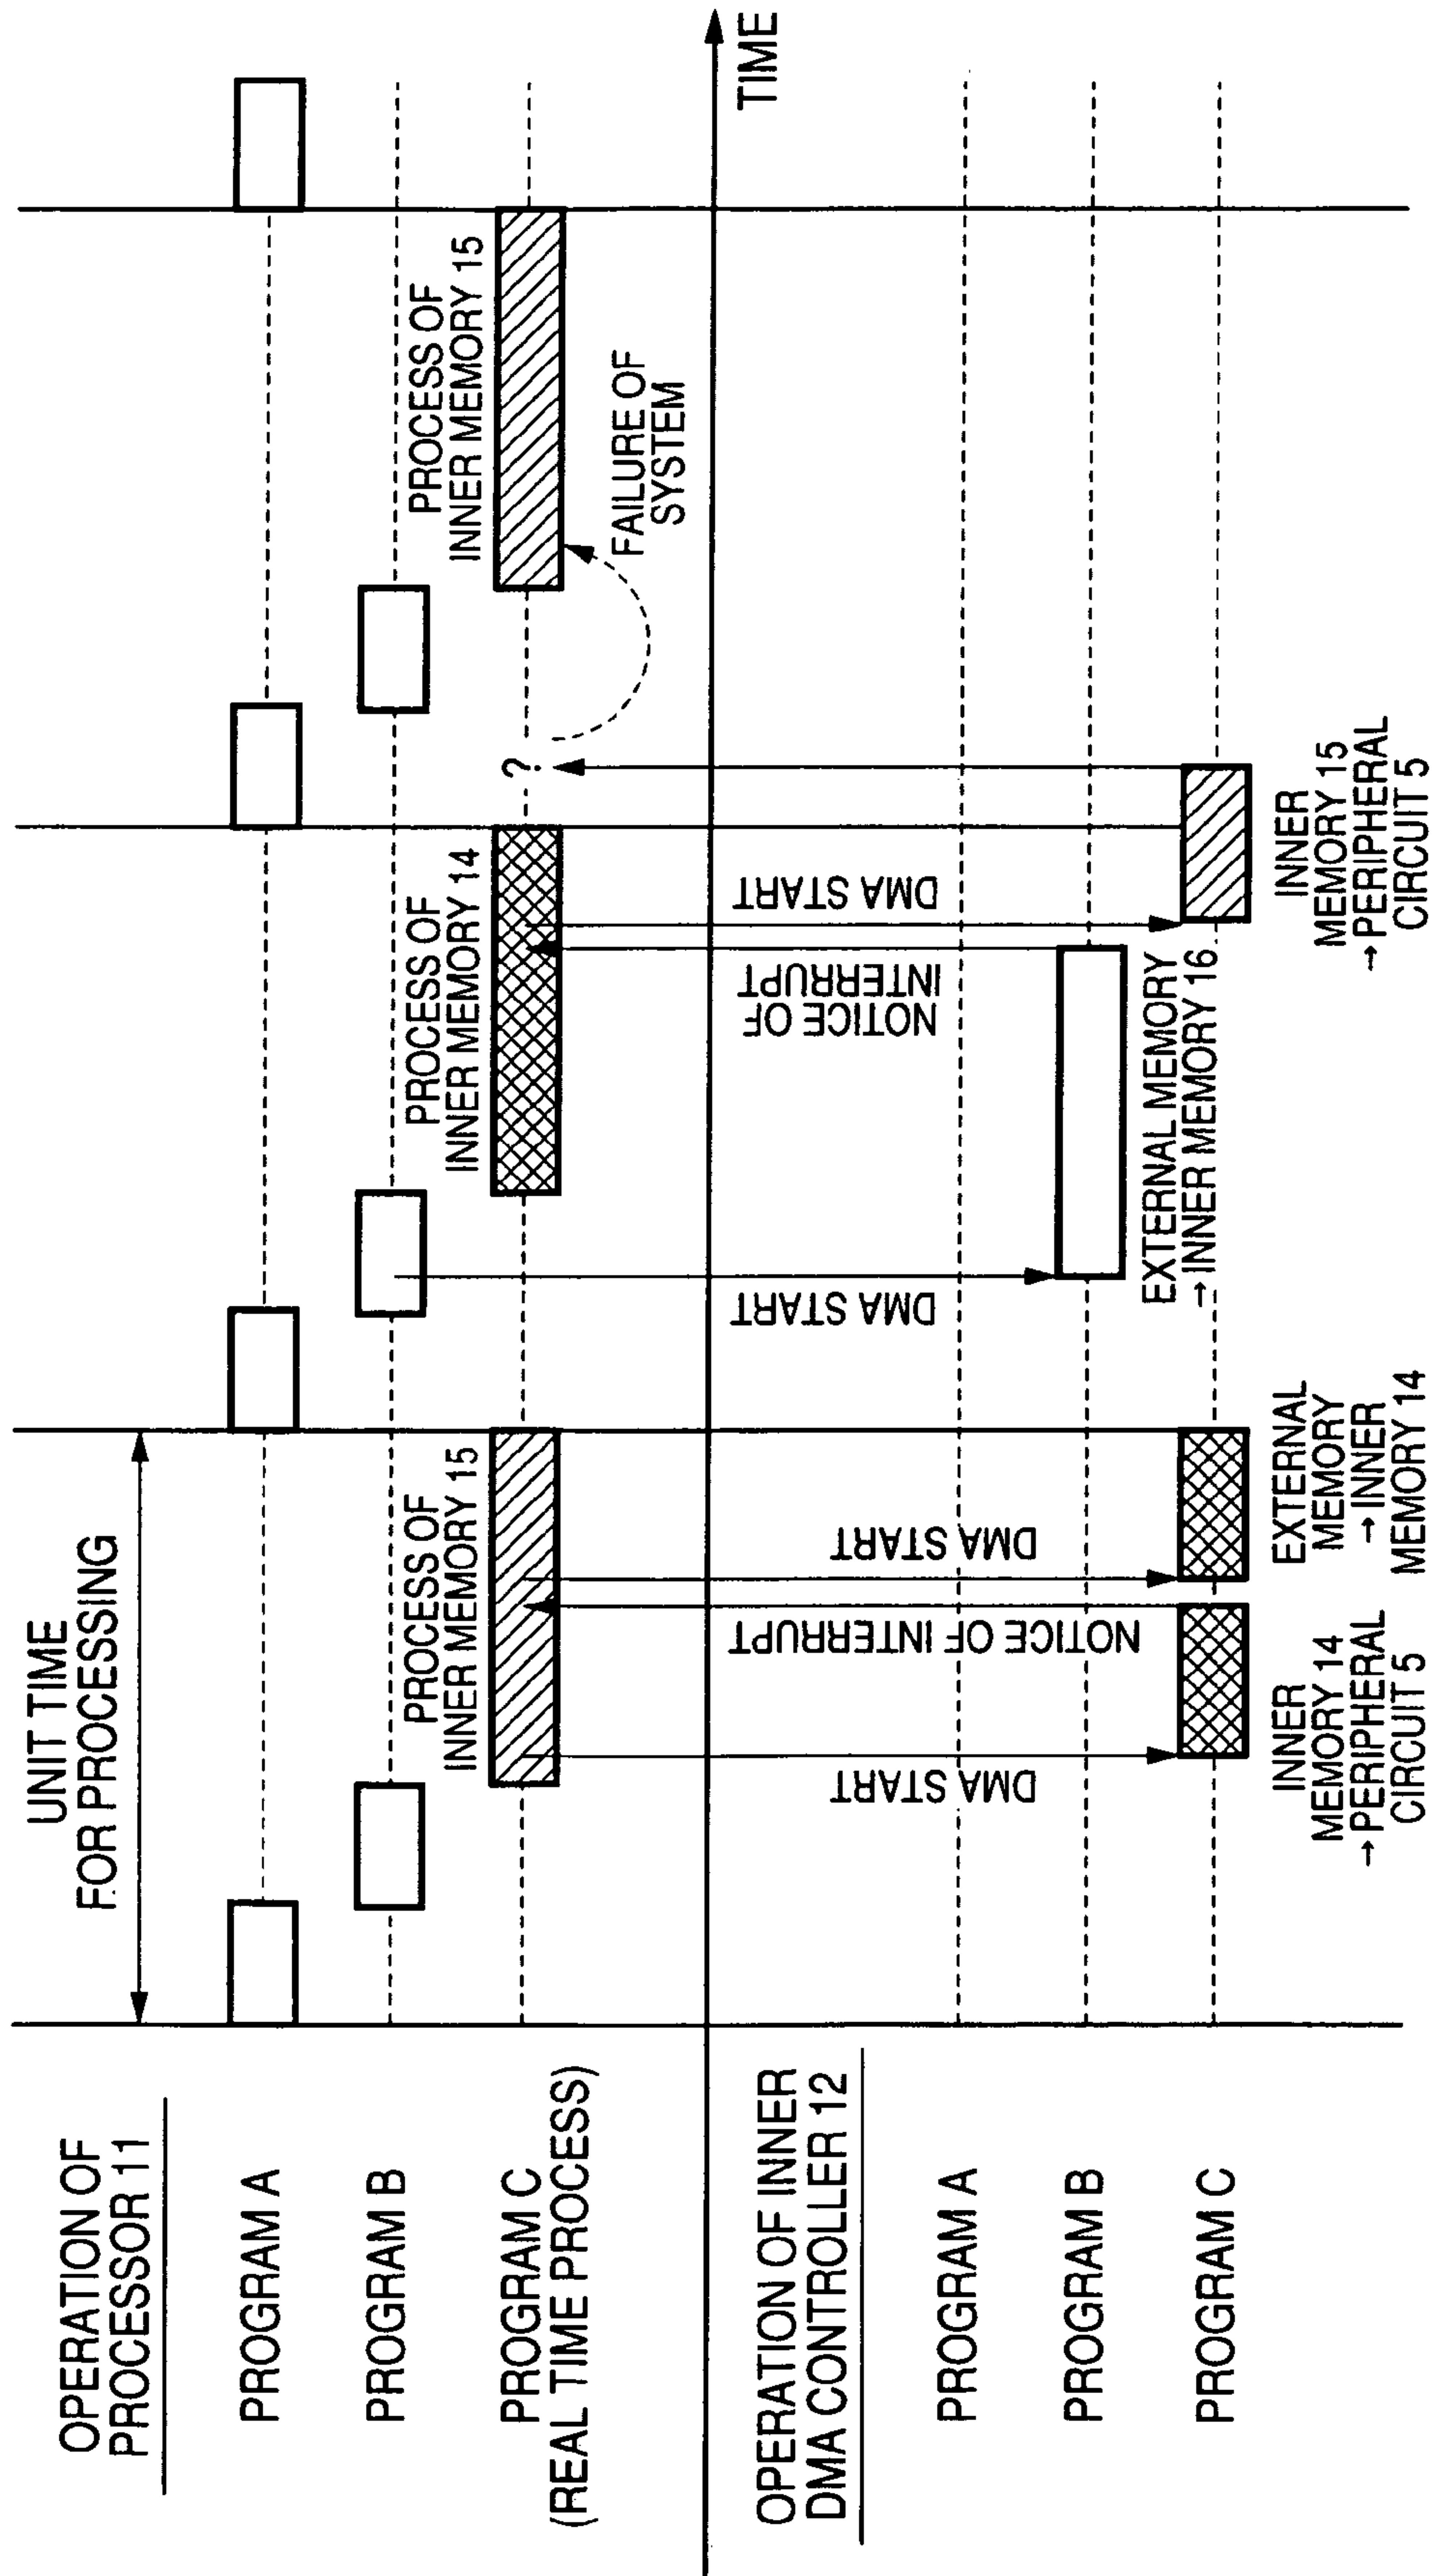 OPERATION OF
PROCESSOR 11
PROGRAM A
PROGRAM B
PROGRAM C
(REAL TIME PROCESS)
OPERATION OF INNER
DMA CONTROLLER 12
PROGRAM A
PROGRAM B
PROGRAM C
UNIT TIME
FOR PROCESSING
PROCESS OF
INNER MEMORY 15
DMA START
NOTICE OF INTERRUPT
DMA START
INNER
MEMORY 14
→PERIPHERAL
CIRCUIT 5
EXTERNAL
MEMORY
→ INNER
MEMORY 14
PROCESS OF
INNER MEMORY 14
DMA START
NOTICE OF
INTERRUPT
DMA START
EXTERNAL MEMORY
→INNER MEMORY 16
INNER
MEMORY 15
→PERIPHERAL
CIRCUIT 5
?
PROCESS OF
INNER MEMORY 15
FAILURE OF
SYSTEM
TIME